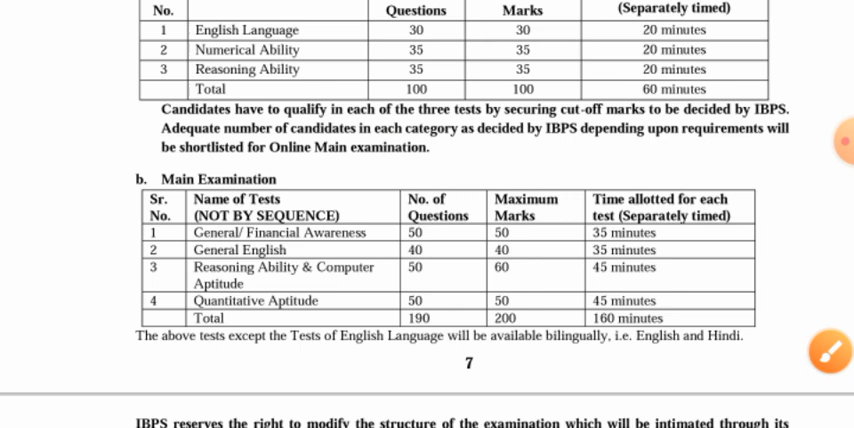 No. Questions Marks (Separately timed)
1 English Language 30 30 20 minutes
2 Numerical Ability 35 35 20 minutes
3 Reasoning Ability 35 35 20 minutes
Total 100 100 60 minutes
Candidates have to qualify in each of the three tests by securing cut-off marks to be decided by IBPS.
Adequate number of candidates in each category as decided by IBPS depending upon requirements will
be shortlisted for Online Main examination.
b. Main Examination
Sr. Name of Tests No. of Maximum Time allotted for each
No. (NOT BY SEQUENCE) Questions Marks test (Separately timed)
1 General/ Financial Awareness 50 50 35 minutes
2 General English 40 40 35 minutes
3 Reasoning Ability & Computer 50 60 45 minutes
Aptitude
4 Quantitative Aptitude 50 50 45 minutes
Total 190 200 160 minutes
The above tests except the Tests of English Language will be available bilingually, i.e. English and Hindi.
7
IBPS reserves the right to modify the structure of the examination which will be intimated through its